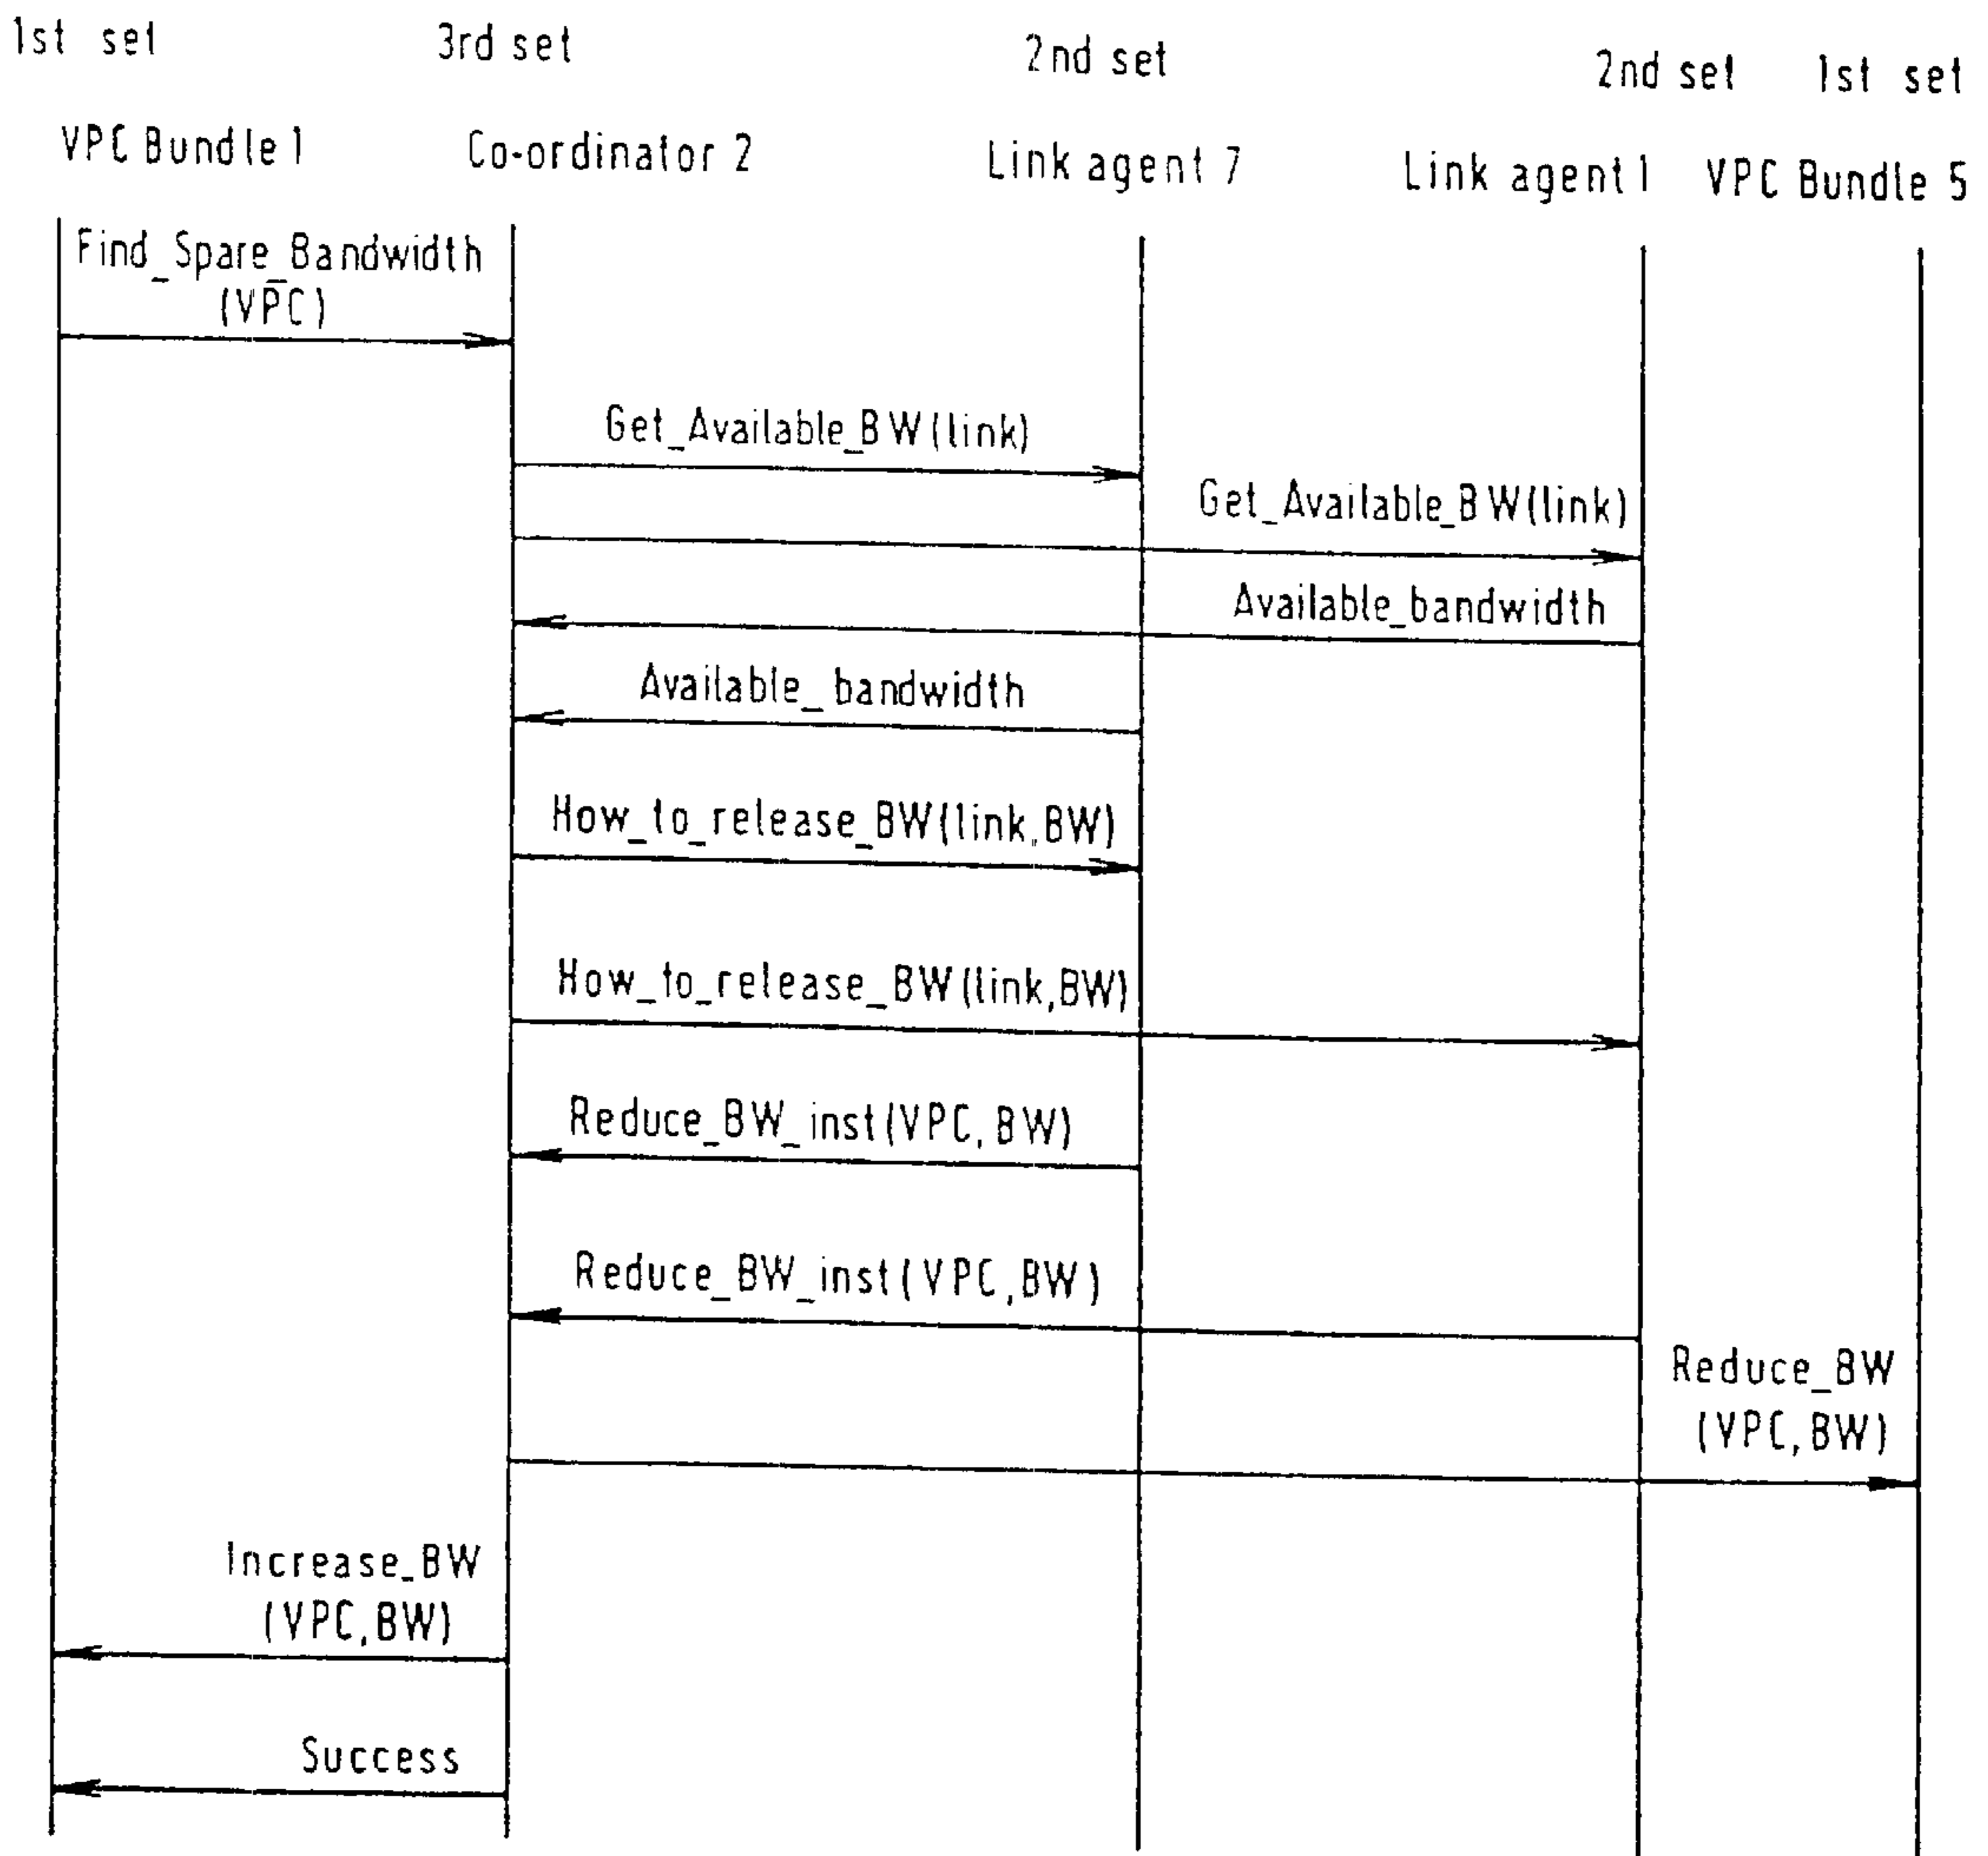 1st set
3rd set
2nd set
2nd set
1st set
VPC Bundle 1
Co-ordinator 2
Link agent 7
Link agent 1
VPC Bundle 5
Find_Spare_Bandwidth
(VPC)
Get_Available_BW(link)
Get_Available_BW(link)
Available_bandwidth
Available_bandwidth
How_to_release_BW(link,BW)
How_to_release_BW(link,BW)
Reduce_BW_inst(VPC,BW)
Reduce_BW_inst(VPC,BW)
Reduce_BW
(VPC,BW)
Increase_BW
(VPC,BW)
Success